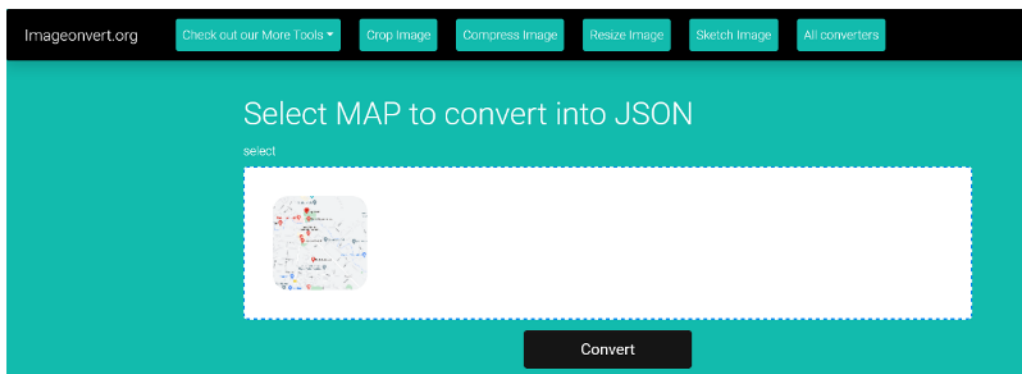 Imageonvert.org
Check out our More Tools
Crop Image
Compress Image
Resize Image
Sketch Image
All converters
Select MAP to convert into JSON
select
Convert